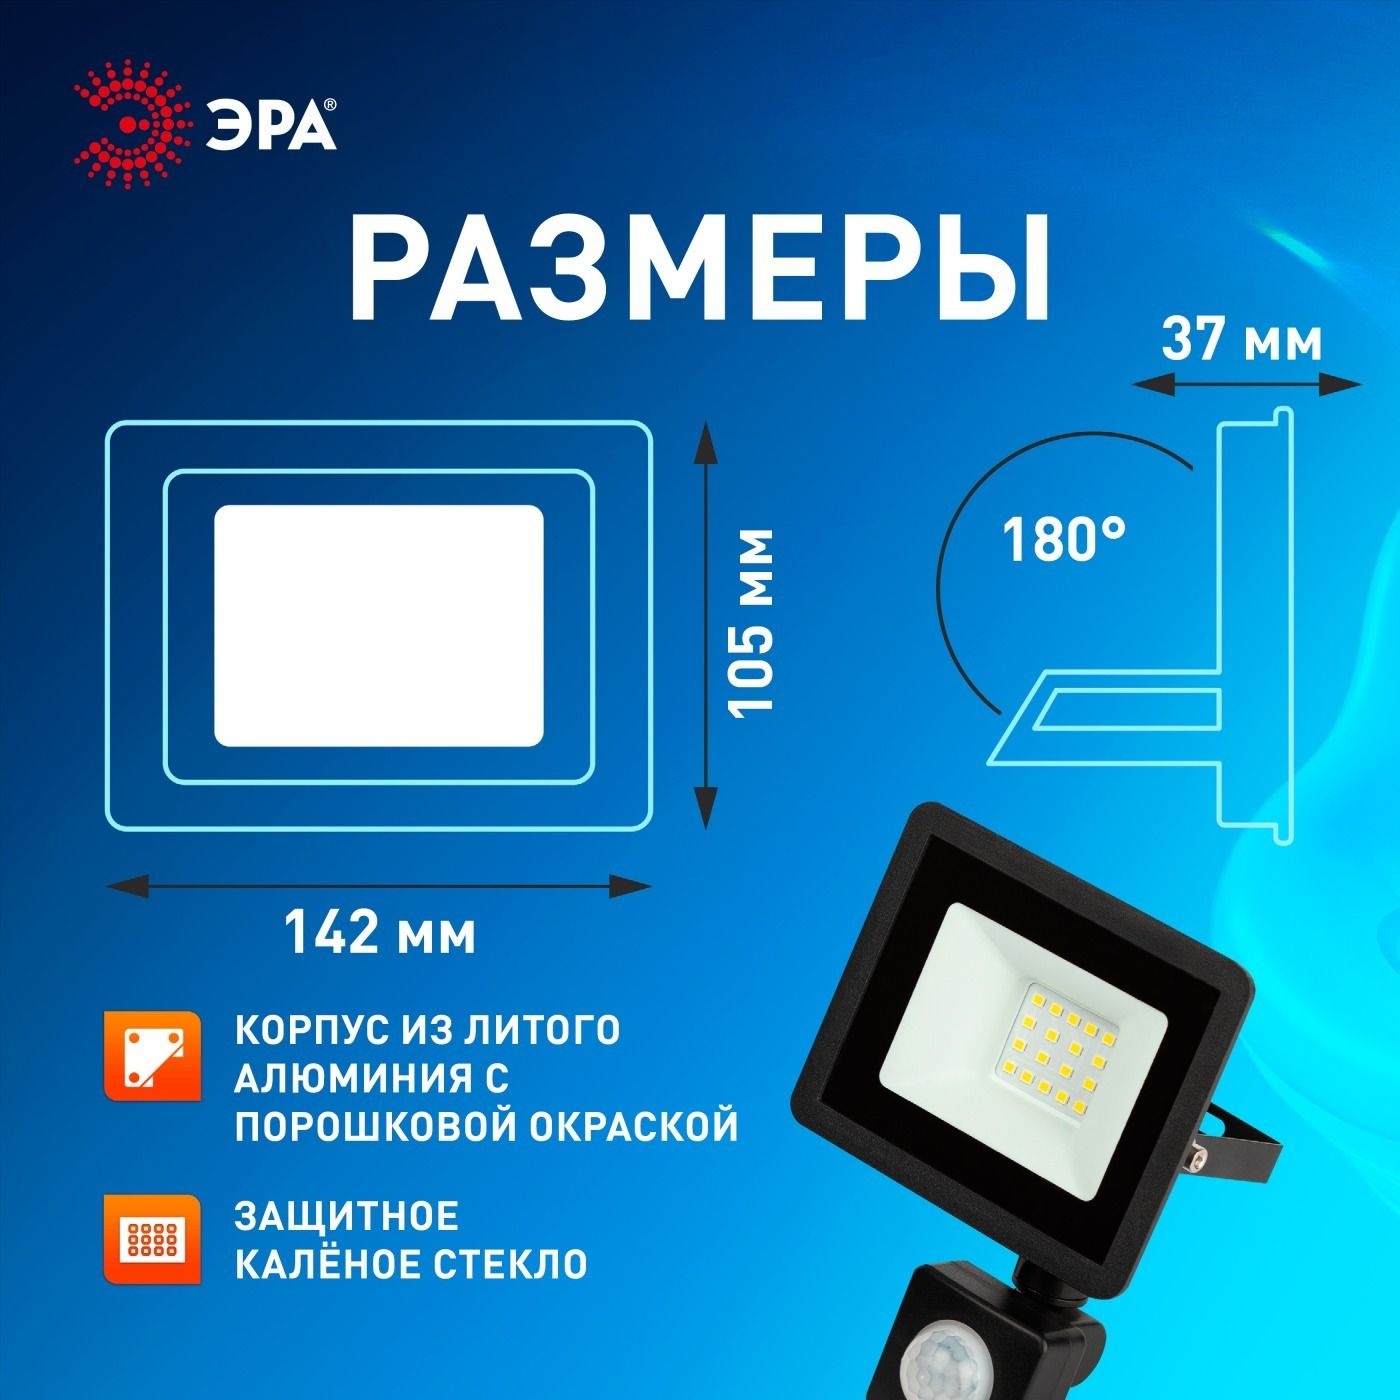 ЭРА®
РАЗМЕРЫ
37 мм
180°
105 мм
142 мм
КОРПУС ИЗ ЛИТОГО
АЛЮМИНИЯ С
ПОРОШКОВОЙ ОКРАСКОЙ
ЗАЩИТНОЕ
КАЛЁНОЕ СТЕКЛО